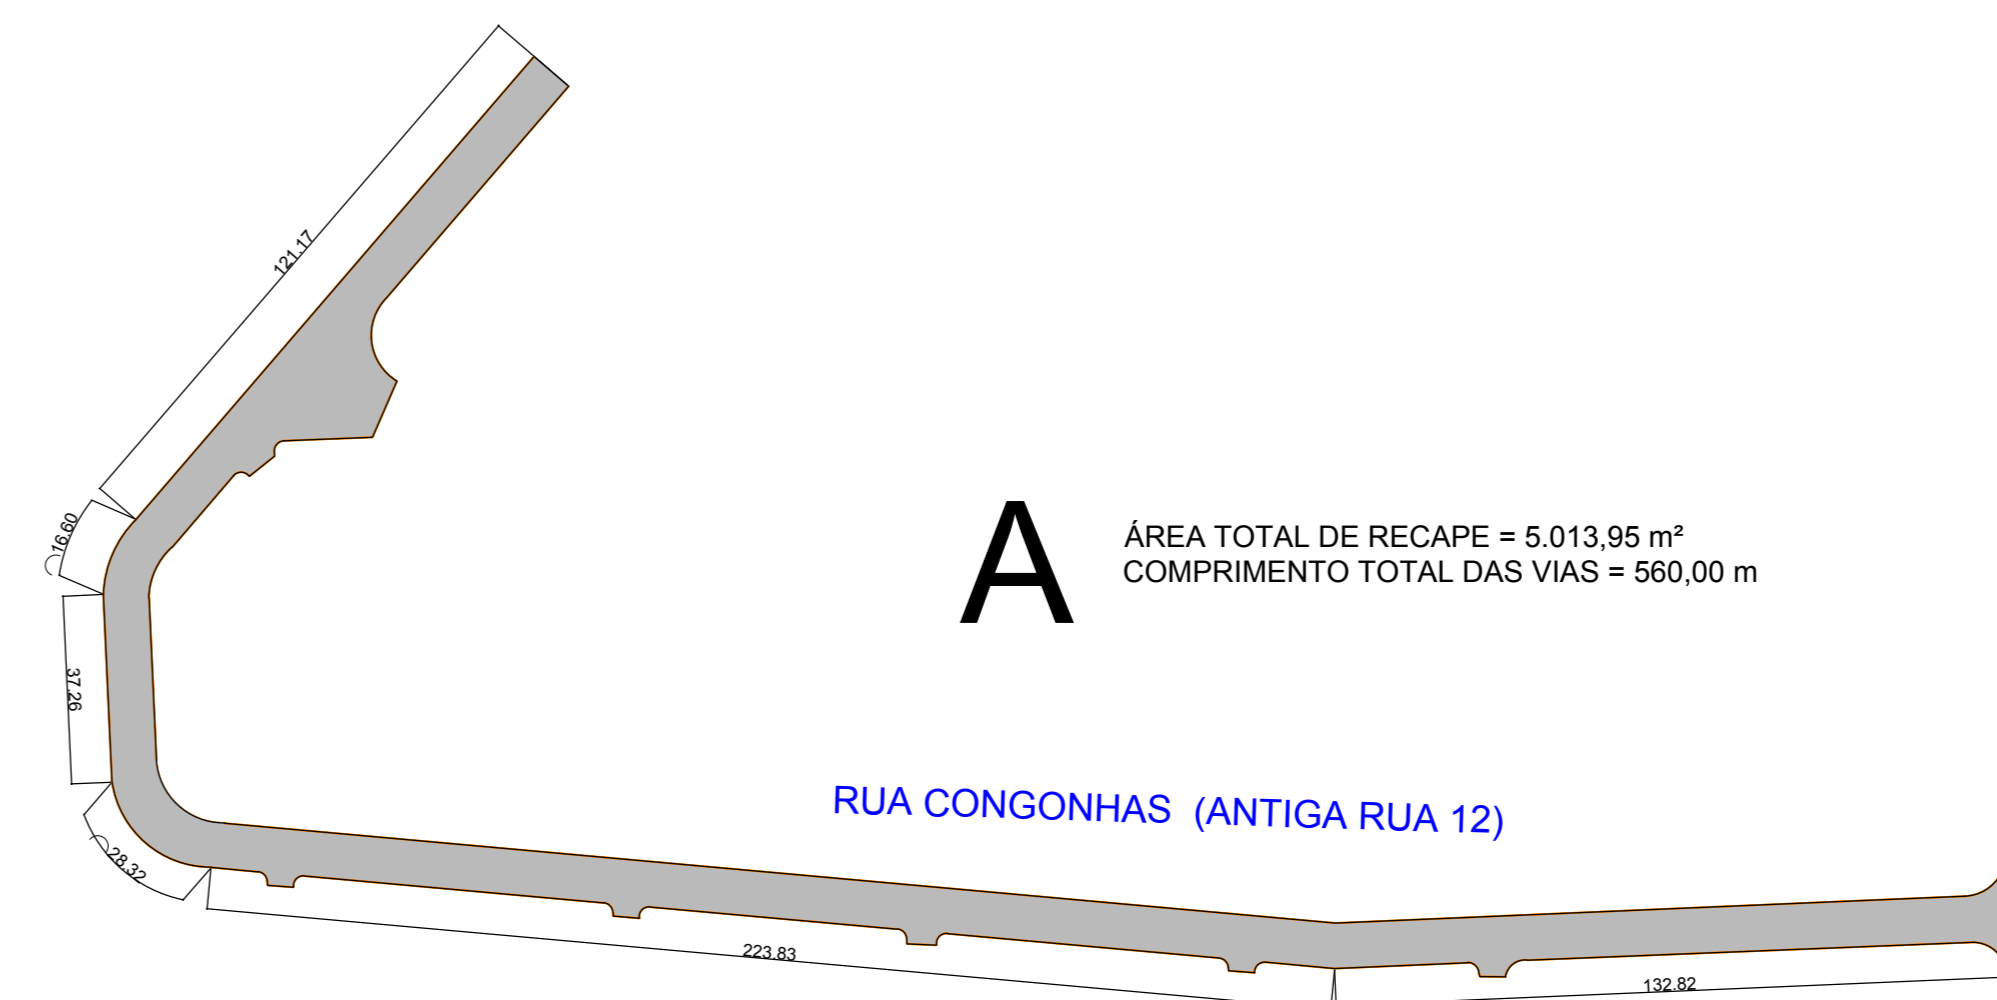 121.17
16.60
A
ÁREA TOTAL DE RECAPE = 5.013,95 m²
COMPRIMENTO TOTAL DAS VIAS = 560,00 m
37.26
RUA CONGONHAS (ANTIGA RUA 12)
28.32
223.83
132.82